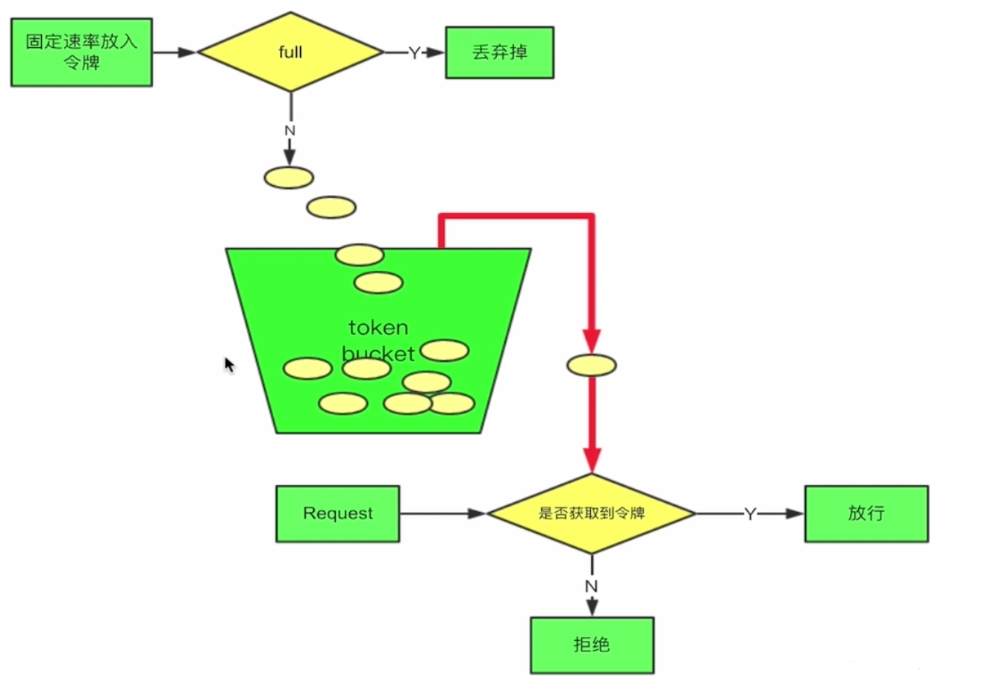 固定速率放入
令牌
full
Y
丢弃掉
N
token
bucket
Request
是否获取到令牌
Y
放行
N
拒绝